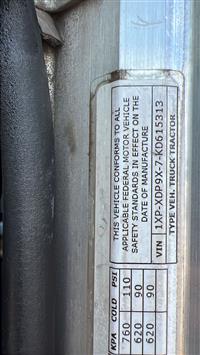 THIS VEHICLE CONFORMS TO ALL
APPLICABLE FEDERAL MOTOR VEHICLE
SAFETY STANDARDS IN EFFECT ON THE
DATE OF MANUFACTURE
VIN 1XP-XDP9X-7-KD615313
TYPE VEH. TRUCK TRACTOR
KPA COLD PSI
760 110
620 90
620 90